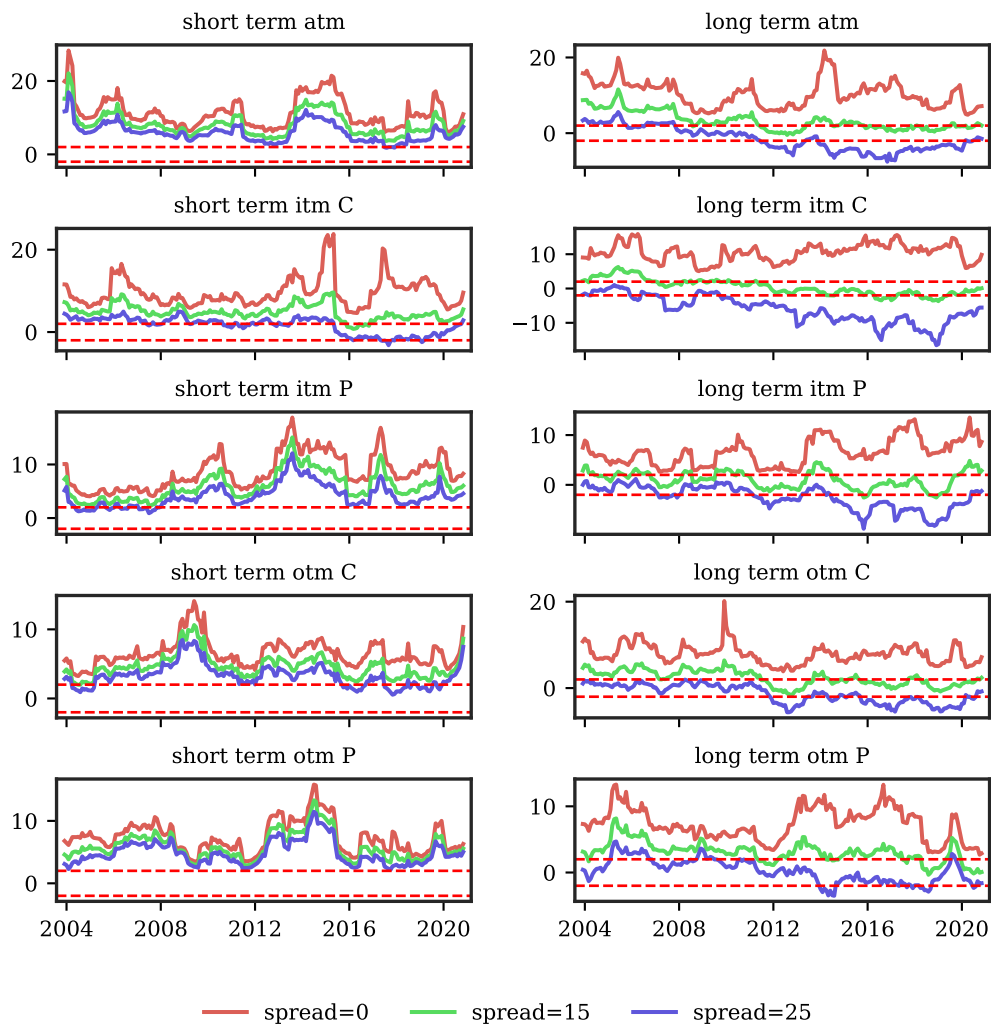 short term atm
long term atm
20
0
20
0
short term itm C
long term itm C
20
0
10
0
−10
short term itm P
long term itm P
10
0
10
0
short term otm C
long term otm C
10
0
20
0
short term otm P
long term otm P
10
0
10
0
2004 2008 2012 2016 2020
2004 2008 2012 2016 2020
spread=0 spread=15 spread=25